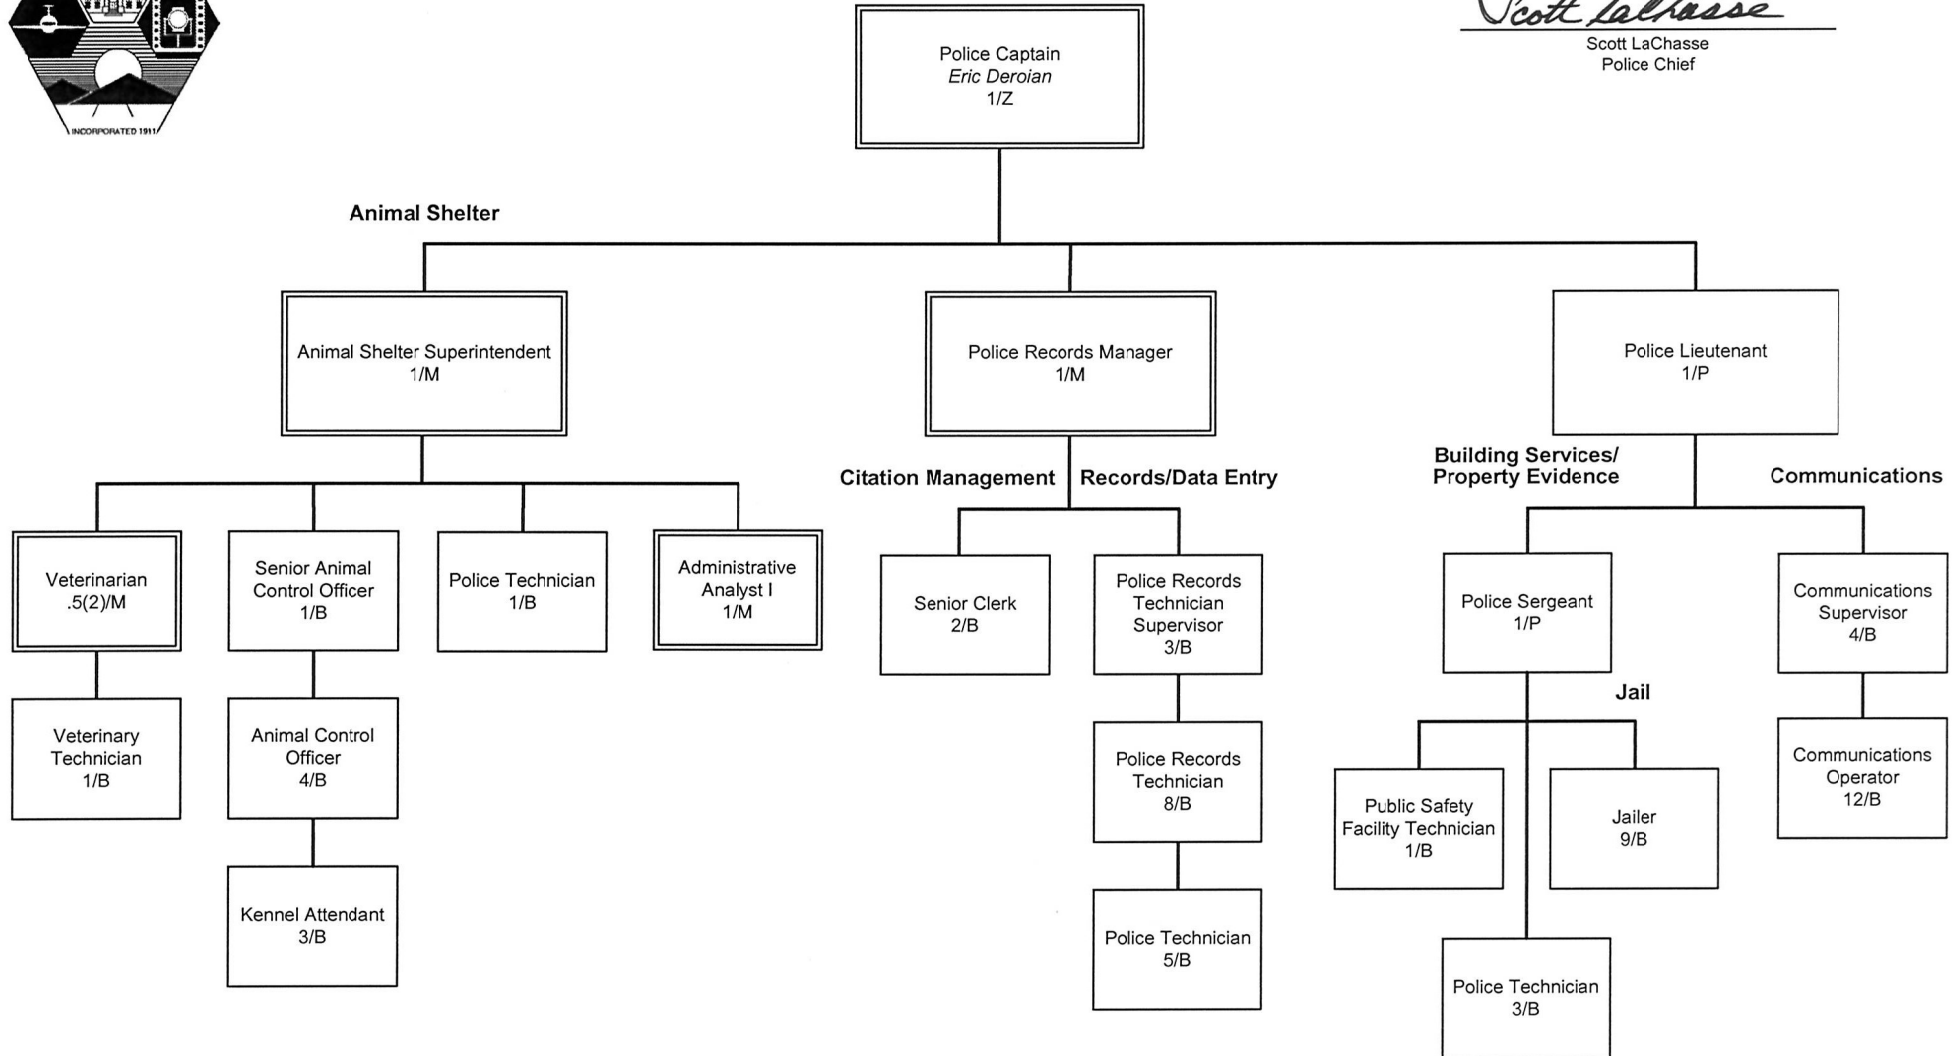 INCORPORATED 1911
Scott LaChasse
Scott LaChasse
Police Chief
Police Captain
Eric Deroian
1/Z
Animal Shelter
Animal Shelter Superintendent
1/M
Police Records Manager
1/M
Police Lieutenant
1/P
Citation Management
Records/Data Entry
Building Services/
Property Evidence
Communications
Veterinarian
.5(2)/M
Senior Animal
Control Officer
1/B
Police Technician
1/B
Administrative
Analyst I
1/M
Senior Clerk
2/B
Police Records
Technician
Supervisor
3/B
Police Sergeant
1/P
Communications
Supervisor
4/B
Jail
Veterinary
Technician
1/B
Animal Control
Officer
4/B
Police Records
Technician
8/B
Public Safety
Facility Technician
1/B
Jailer
9/B
Communications
Operator
12/B
Kennel Attendant
3/B
Police Technician
5/B
Police Technician
3/B